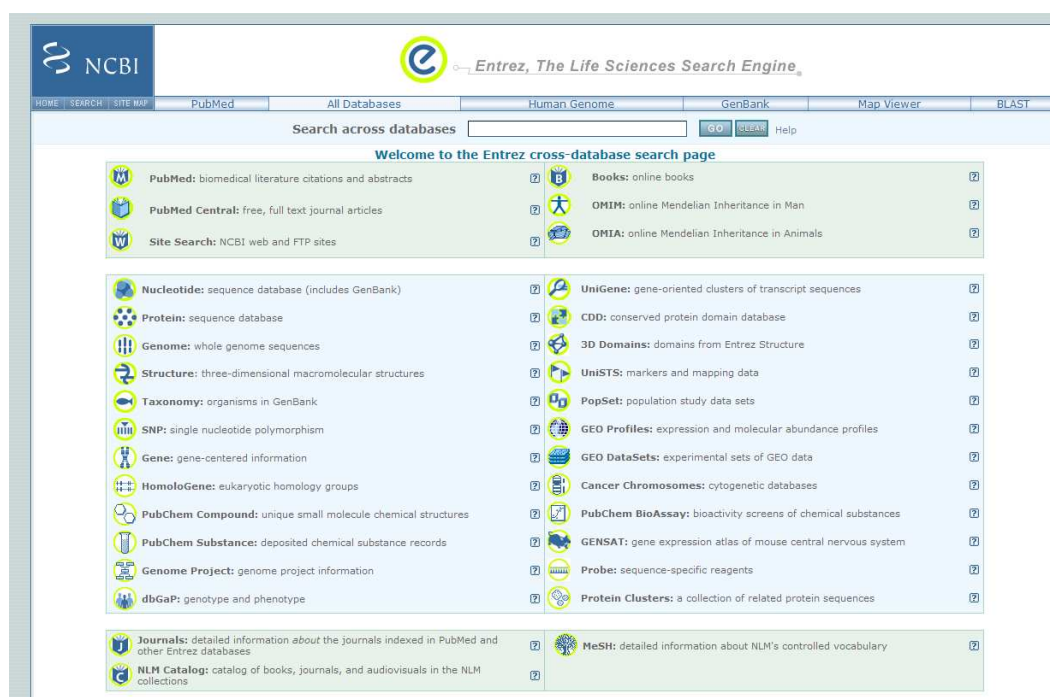 NCBI
Entrez, The Life Sciences Search Engine
HOME SEARCH SITE MAP PubMed All Databases Human Genome GenBank Map Viewer BLAST
Search across databases GO CLEAR Help
Welcome to the Entrez cross-database search page
PubMed: biomedical literature citations and abstracts ?
PubMed Central: free, full text journal articles ?
Site Search: NCBI web and FTP sites ?
Books: online books ?
OMIM: online Mendelian Inheritance in Man ?
OMIA: online Mendelian Inheritance in Animals ?
Nucleotide: sequence database (includes GenBank) ?
Protein: sequence database ?
Genome: whole genome sequences ?
Structure: three-dimensional macromolecular structures ?
Taxonomy: organisms in GenBank ?
SNP: single nucleotide polymorphism ?
Gene: gene-centered information ?
HomoloGene: eukaryotic homology groups ?
PubChem Compound: unique small molecule chemical structures ?
PubChem Substance: deposited chemical substance records ?
Genome Project: genome project information ?
dbGaP: genotype and phenotype ?
UniGene: gene-oriented clusters of transcript sequences ?
CDD: conserved protein domain database ?
3D Domains: domains from Entrez Structure ?
UniSTS: markers and mapping data ?
PopSet: population study data sets ?
GEO Profiles: expression and molecular abundance profiles ?
GEO DataSets: experimental sets of GEO data ?
Cancer Chromosomes: cytogenetic databases ?
PubChem BioAssay: bioactivity screens of chemical substances ?
GENSAT: gene expression atlas of mouse central nervous system ?
Probe: sequence-specific reagents ?
Protein Clusters: a collection of related protein sequences ?
Journals: detailed information about the journals indexed in PubMed and
other Entrez databases ?
NLM Catalog: catalog of books, journals, and audiovisuals in the NLM
collections ?
MeSH: detailed information about NLM's controlled vocabulary ?